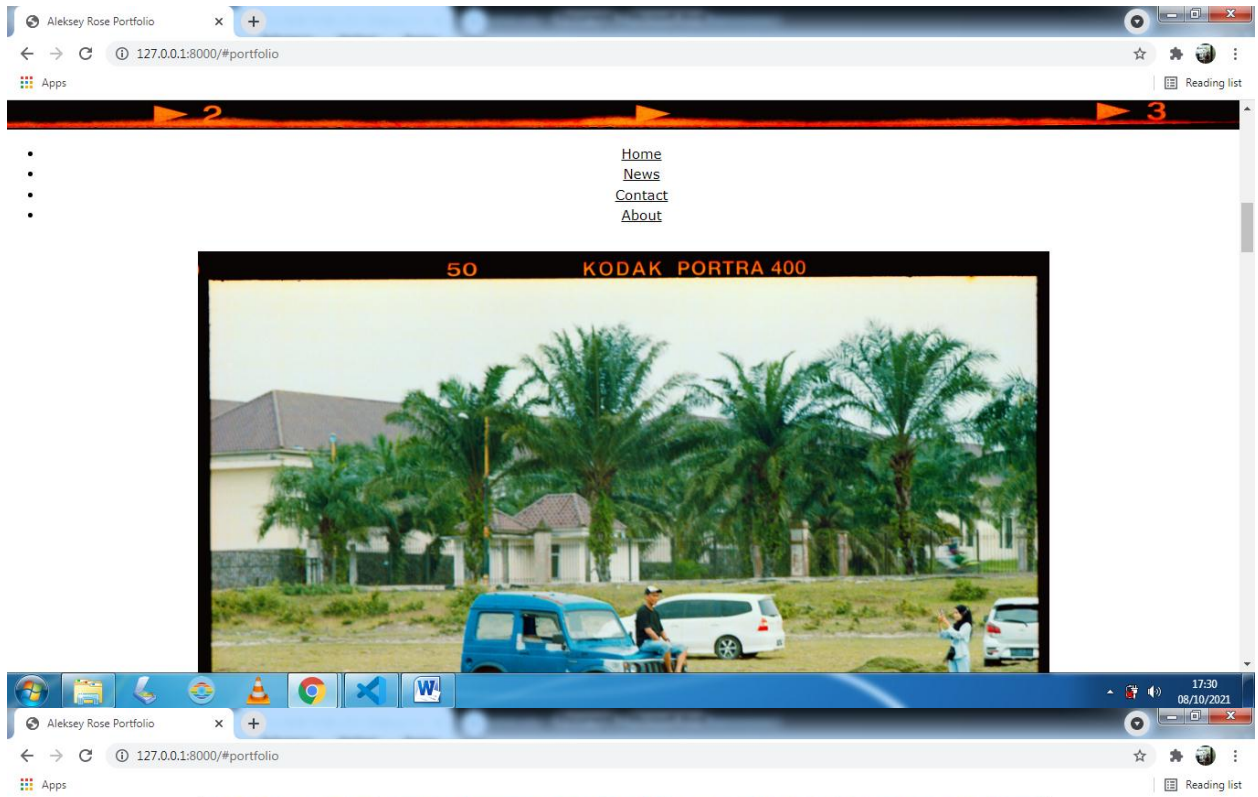 Aleksey Rose Portfolio
127.0.0.1:8000/#portfolio
Apps
Reading list
2
3
Home
News
Contact
About
50 KODAK PORTRA 400
W
17:30
08/10/2021
Aleksey Rose Portfolio
127.0.0.1:8000/#portfolio
Apps
Reading list